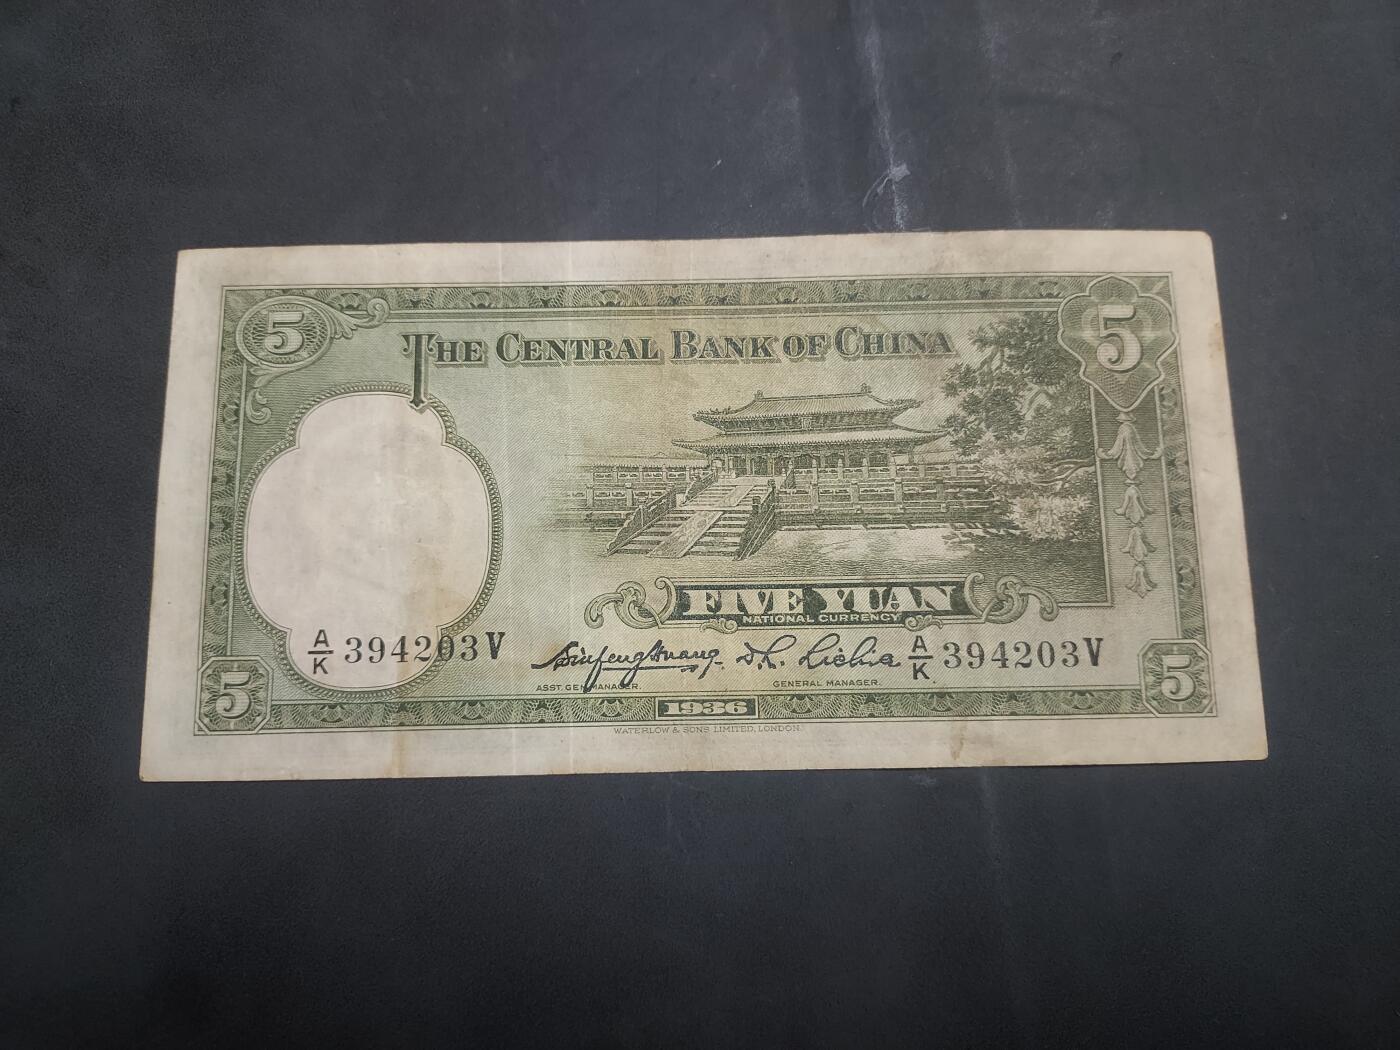 5
5
THE CENTRAL BANK OF CHINA
FIVE YUAN
NATIONAL CURRENCY
A/K 394203V
A/K 394203V
ASST. GEN. MANAGER.
GENERAL MANAGER.
5
1936
5
WATERLOW & SONS LIMITED, LONDON.